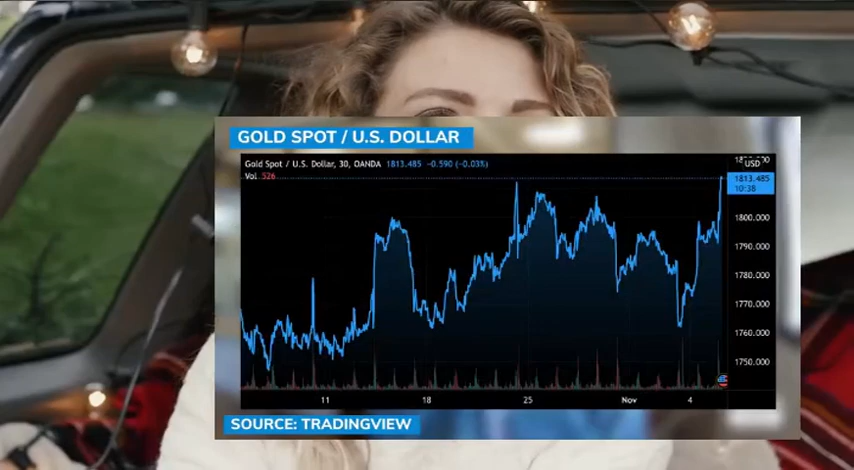 GOLD SPOT / U.S. DOLLAR
Gold Spot / U.S. Dollar, 30, OANDA 1813.485 −0.590 (−0.03%)
Vol 526
USD
1813.485
10:38
1800.000
1790.000
1780.000
1770.000
1760.000
1750.000
11 18 25 Nov 4
SOURCE: TRADINGVIEW